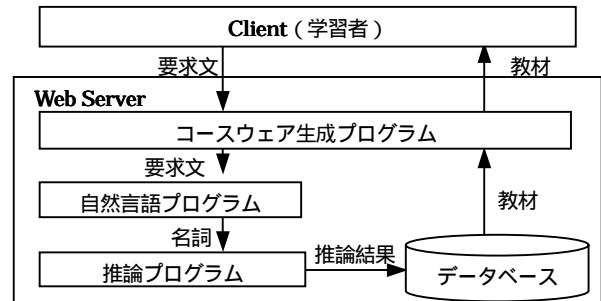 Client（学習者）
要求文
教材
Web Server
コースウェア生成プログラム
要求文
自然言語プログラム
教材
名詞
推論結果
推論プログラム
データベース